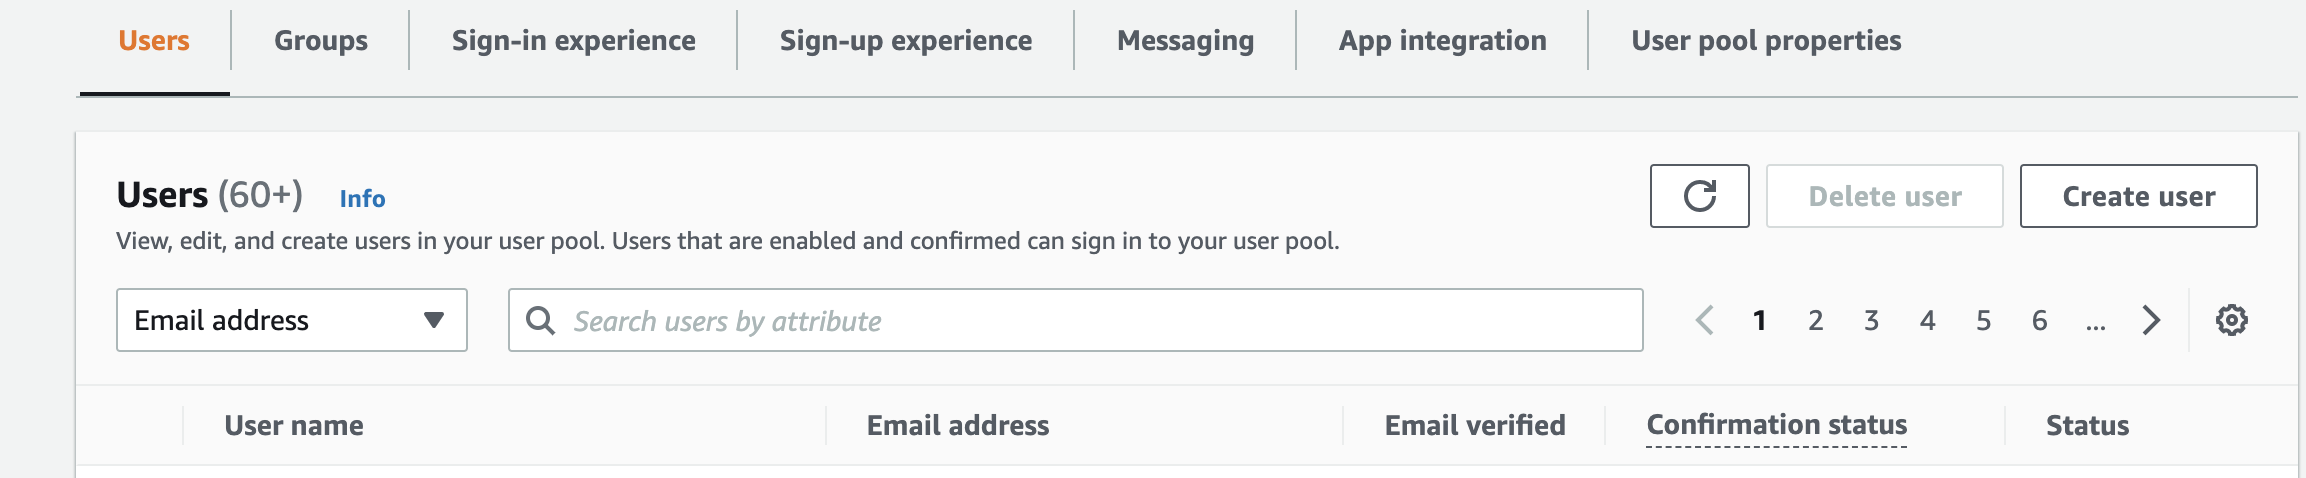 Users Groups Sign-in experience Sign-up experience Messaging App integration User pool properties
Users (60+) Info
Delete user Create user
View, edit, and create users in your user pool. Users that are enabled and confirmed can sign in to your user pool.
Email address Search users by attribute 1 2 3 4 5 6 ...
User name Email address Email verified Confirmation status Status